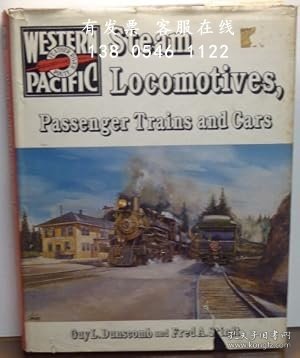 有发票 客服在线
138 0546 1122
WESTERN
PACIFIC
Steam
Locomotives,
Passenger Trains and Cars
Guy L. Dunscomb and Fred A.